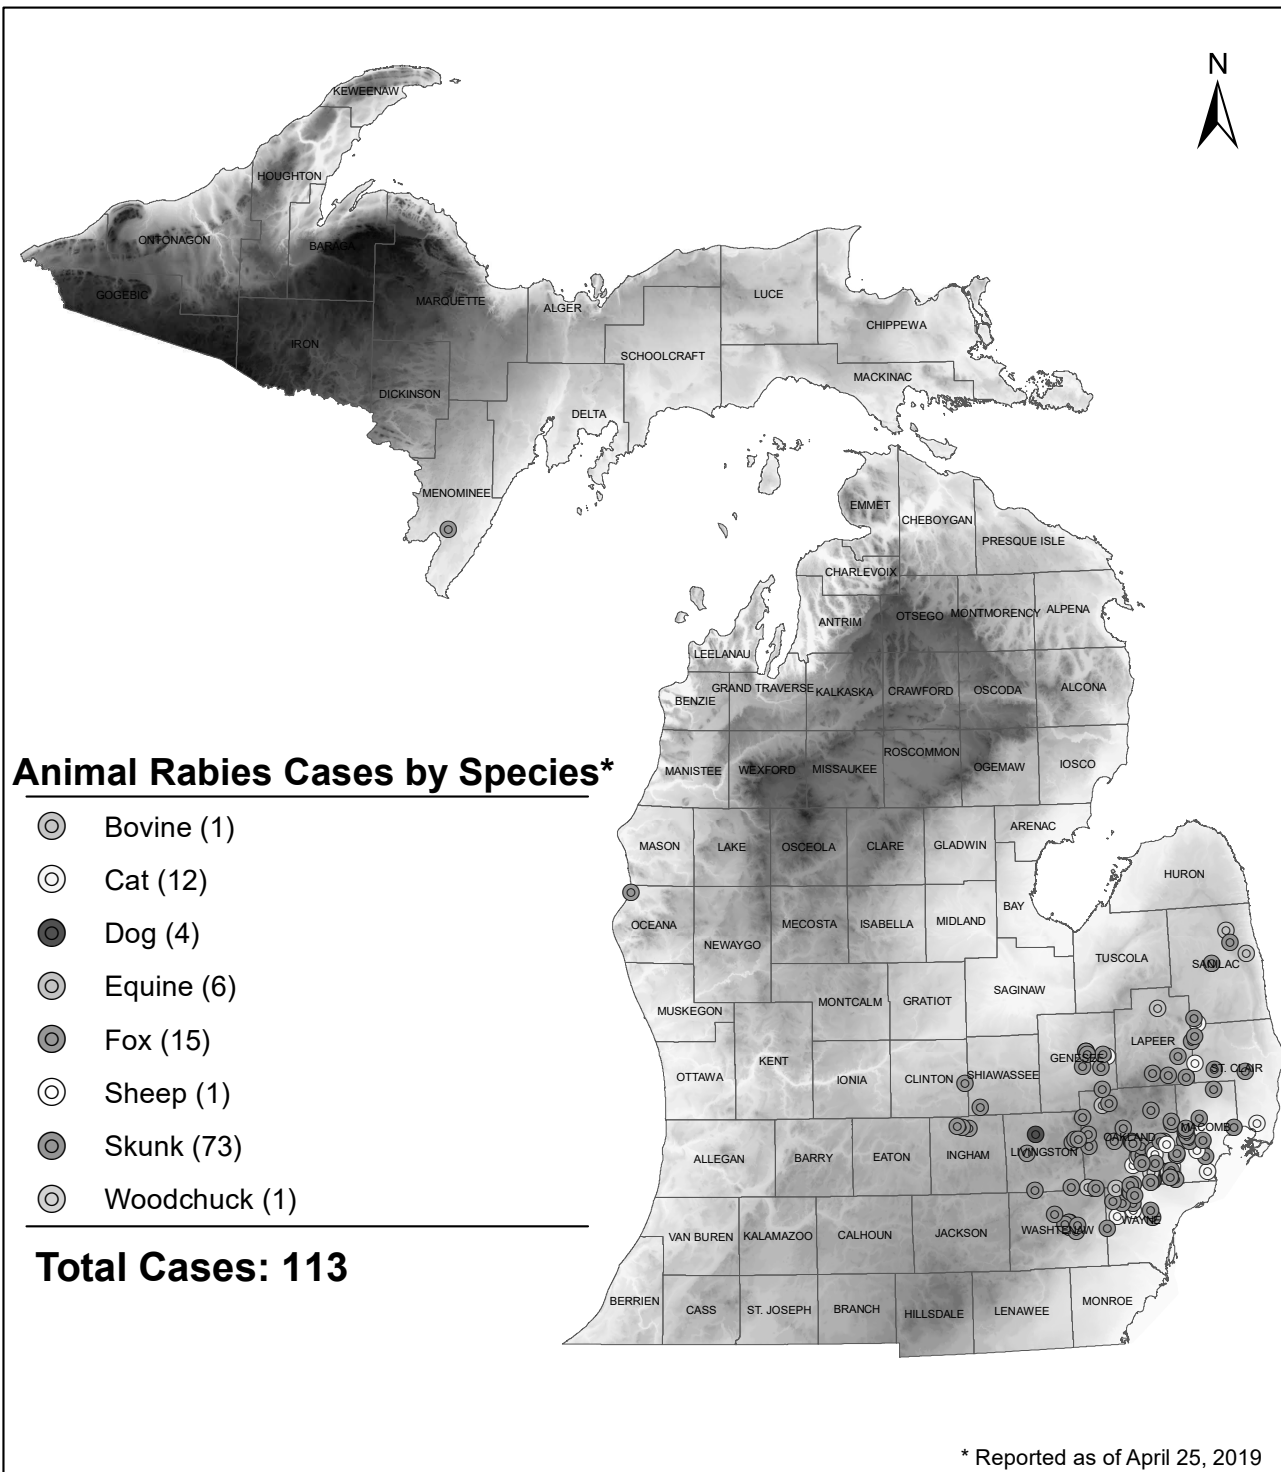 N
KEWEENAW
HOUGHTON
ONTONAGON
BARAGA
GOGEBIC
MARQUETTE
ALGER
LUCE
CHIPPEWA
IRON
SCHOOLCRAFT
MACKINAC
DICKINSON
DELTA
MENOMINEE
EMMET
CHEBOYGAN
PRESQUE ISLE
CHARLEVOIX
ANTRIM
OTSEGO
MONTMORENCY
ALPENA
LEELANAU
GRAND TRAVERSE
KALKASKA
CRAWFORD
OSCODA
ALCONA
BENZIE
MANISTEE
WEXFORD
MISSAUKEE
ROSCOMMON
OGEMAW
IOSCO
Animal Rabies Cases by Species*
Bovine (1)
Cat (12)
Dog (4)
Equine (6)
Fox (15)
Sheep (1)
Skunk (73)
Woodchuck (1)
Total Cases: 113
ARENAC
MASON
LAKE
OSCEOLA
CLARE
GLADWIN
HURON
BAY
OCEANA
NEWAYGO
MECOSTA
ISABELLA
MIDLAND
TUSCOLA
SANILAC
MUSKEGON
MONTCALM
GRATIOT
SAGINAW
LAPEER
KENT
GENESEE
ST. CLAIR
OTTAWA
IONIA
CLINTON
SHIAWASSEE
ALLEGAN
BARRY
EATON
INGHAM
LIVINGSTON
OAKLAND
MACOMB
VAN BUREN
KALAMAZOO
CALHOUN
JACKSON
WASHTENAW
WAYNE
BERRIEN
CASS
ST. JOSEPH
BRANCH
HILLSDALE
LENAWEE
MONROE
* Reported as of April 25, 2019